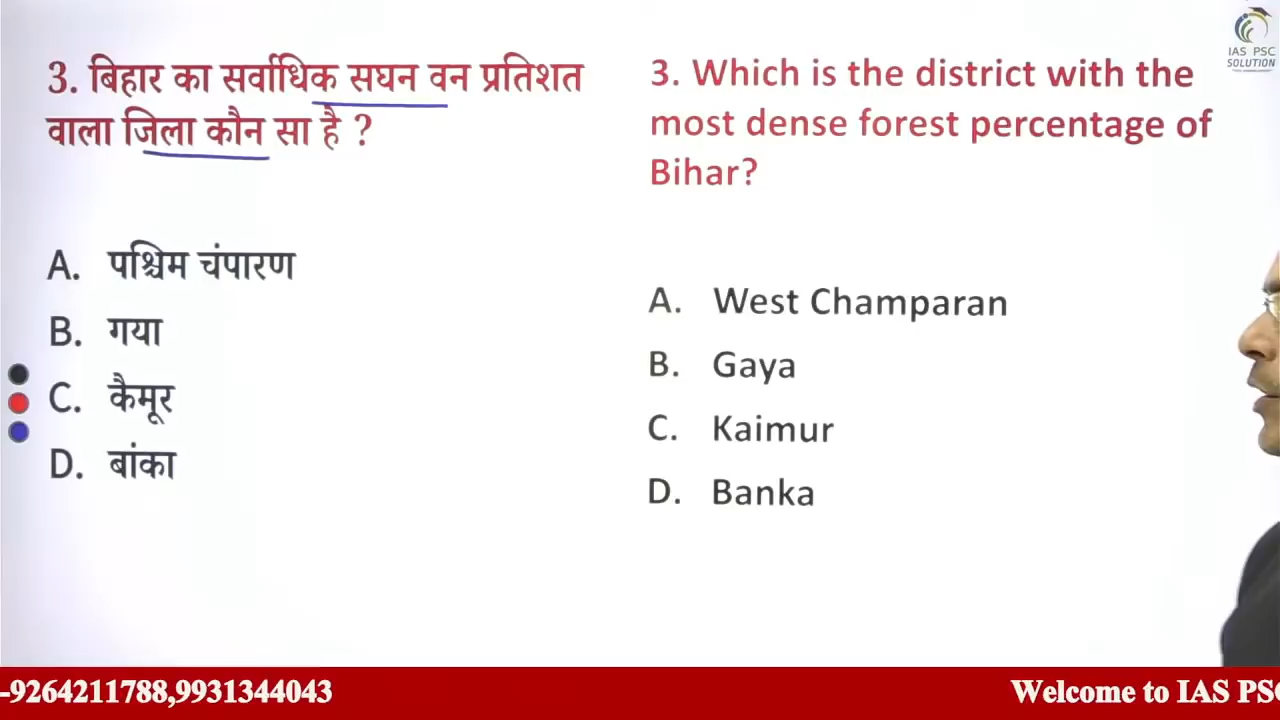 3. बिहार का सर्वाधिक सघन वन प्रतिशत
वाला जिला कौन सा है ?
A. पश्चिम चंपारण
B. गया
C. कैमूर
D. बांका
3. Which is the district with the
most dense forest percentage of
Bihar?
A. West Champaran
B. Gaya
C. Kaimur
D. Banka
IAS PSC
SOLUTION
-9264211788,9931344043
Welcome to IAS PSC